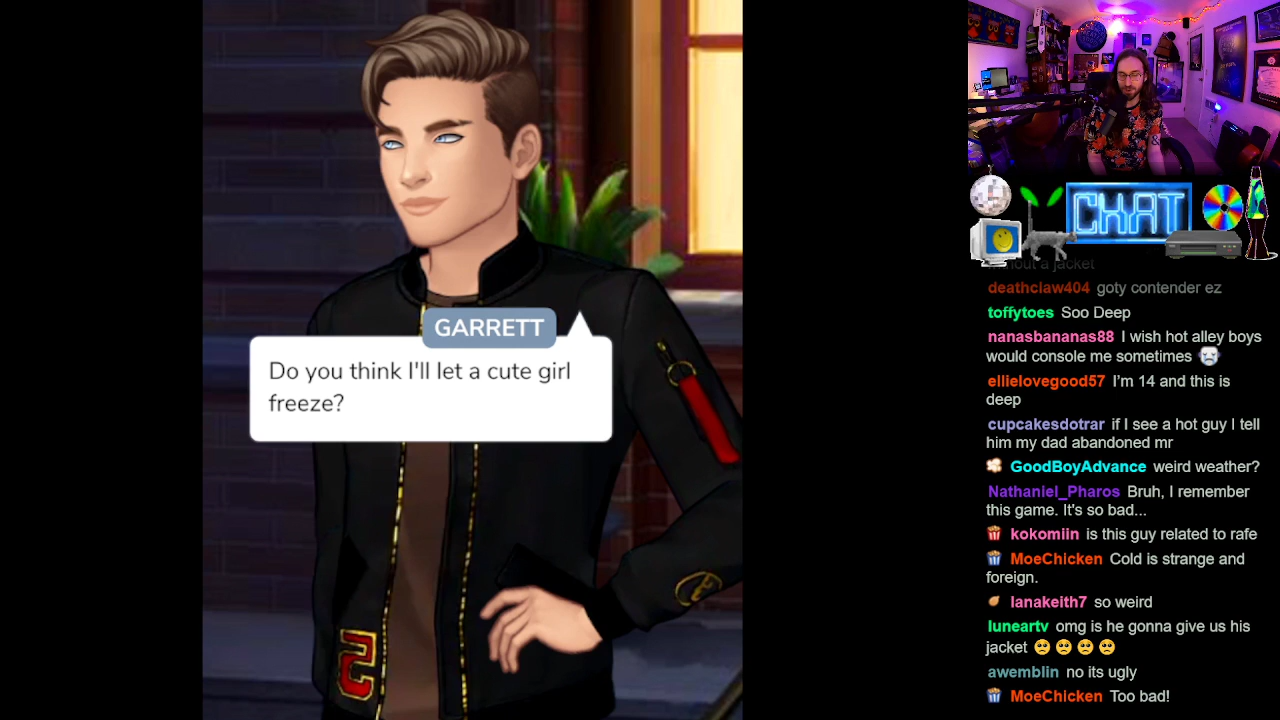 GARRETT
Do you think I'll let a cute girl
freeze?
CHAT
a jacket
deathclaw404 goty contender ez
toffytoes Soo Deep
nanasbananas88 I wish hot alley boys
would console me sometimes
ellielovegood57 I'm 14 and this is
deep
cupcakesdotrar if I see a hot guy I tell
him my dad abandoned mr
GoodBoyAdvance weird weather?
Nathaniel_Pharos Bruh, I remember
this game. It's so bad...
kokomiin is this guy related to rafe
MoeChicken Cold is strange and
foreign.
lanakeith7 so weird
luneartv omg is he gonna give us his
jacket
awemblin no its ugly
MoeChicken Too bad!